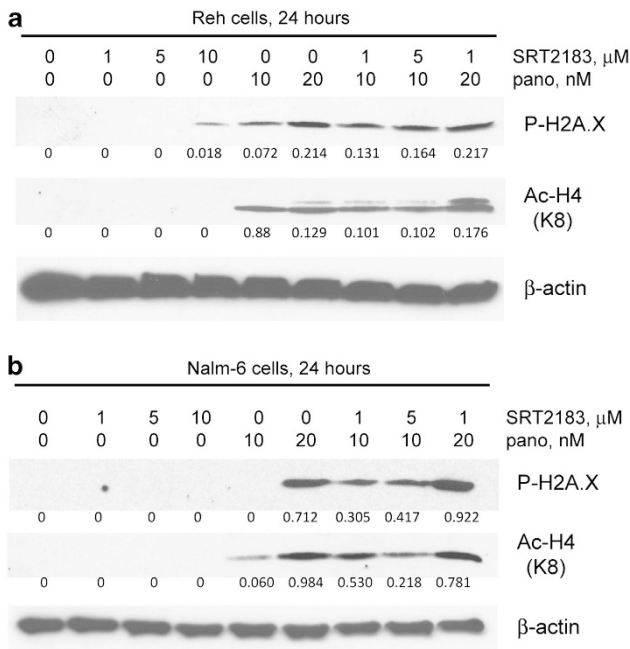 a
Reh cells, 24 hours
0 1 5 10 0 0 1 5 1 SRT2183, μM
0 0 0 0 10 20 10 10 20 pano, nM
P-H2A.X
0 0 0 0.018 0.072 0.214 0.131 0.164 0.217
Ac-H4
(K8)
0 0 0 0 0.88 0.129 0.101 0.102 0.176
β-actin
b
Nalm-6 cells, 24 hours
0 1 5 10 0 0 1 5 1 SRT2183, μM
0 0 0 0 10 20 10 10 20 pano, nM
P-H2A.X
0 0 0 0 0 0.712 0.305 0.417 0.922
Ac-H4
(K8)
0 0 0 0 0.060 0.984 0.530 0.218 0.781
β-actin